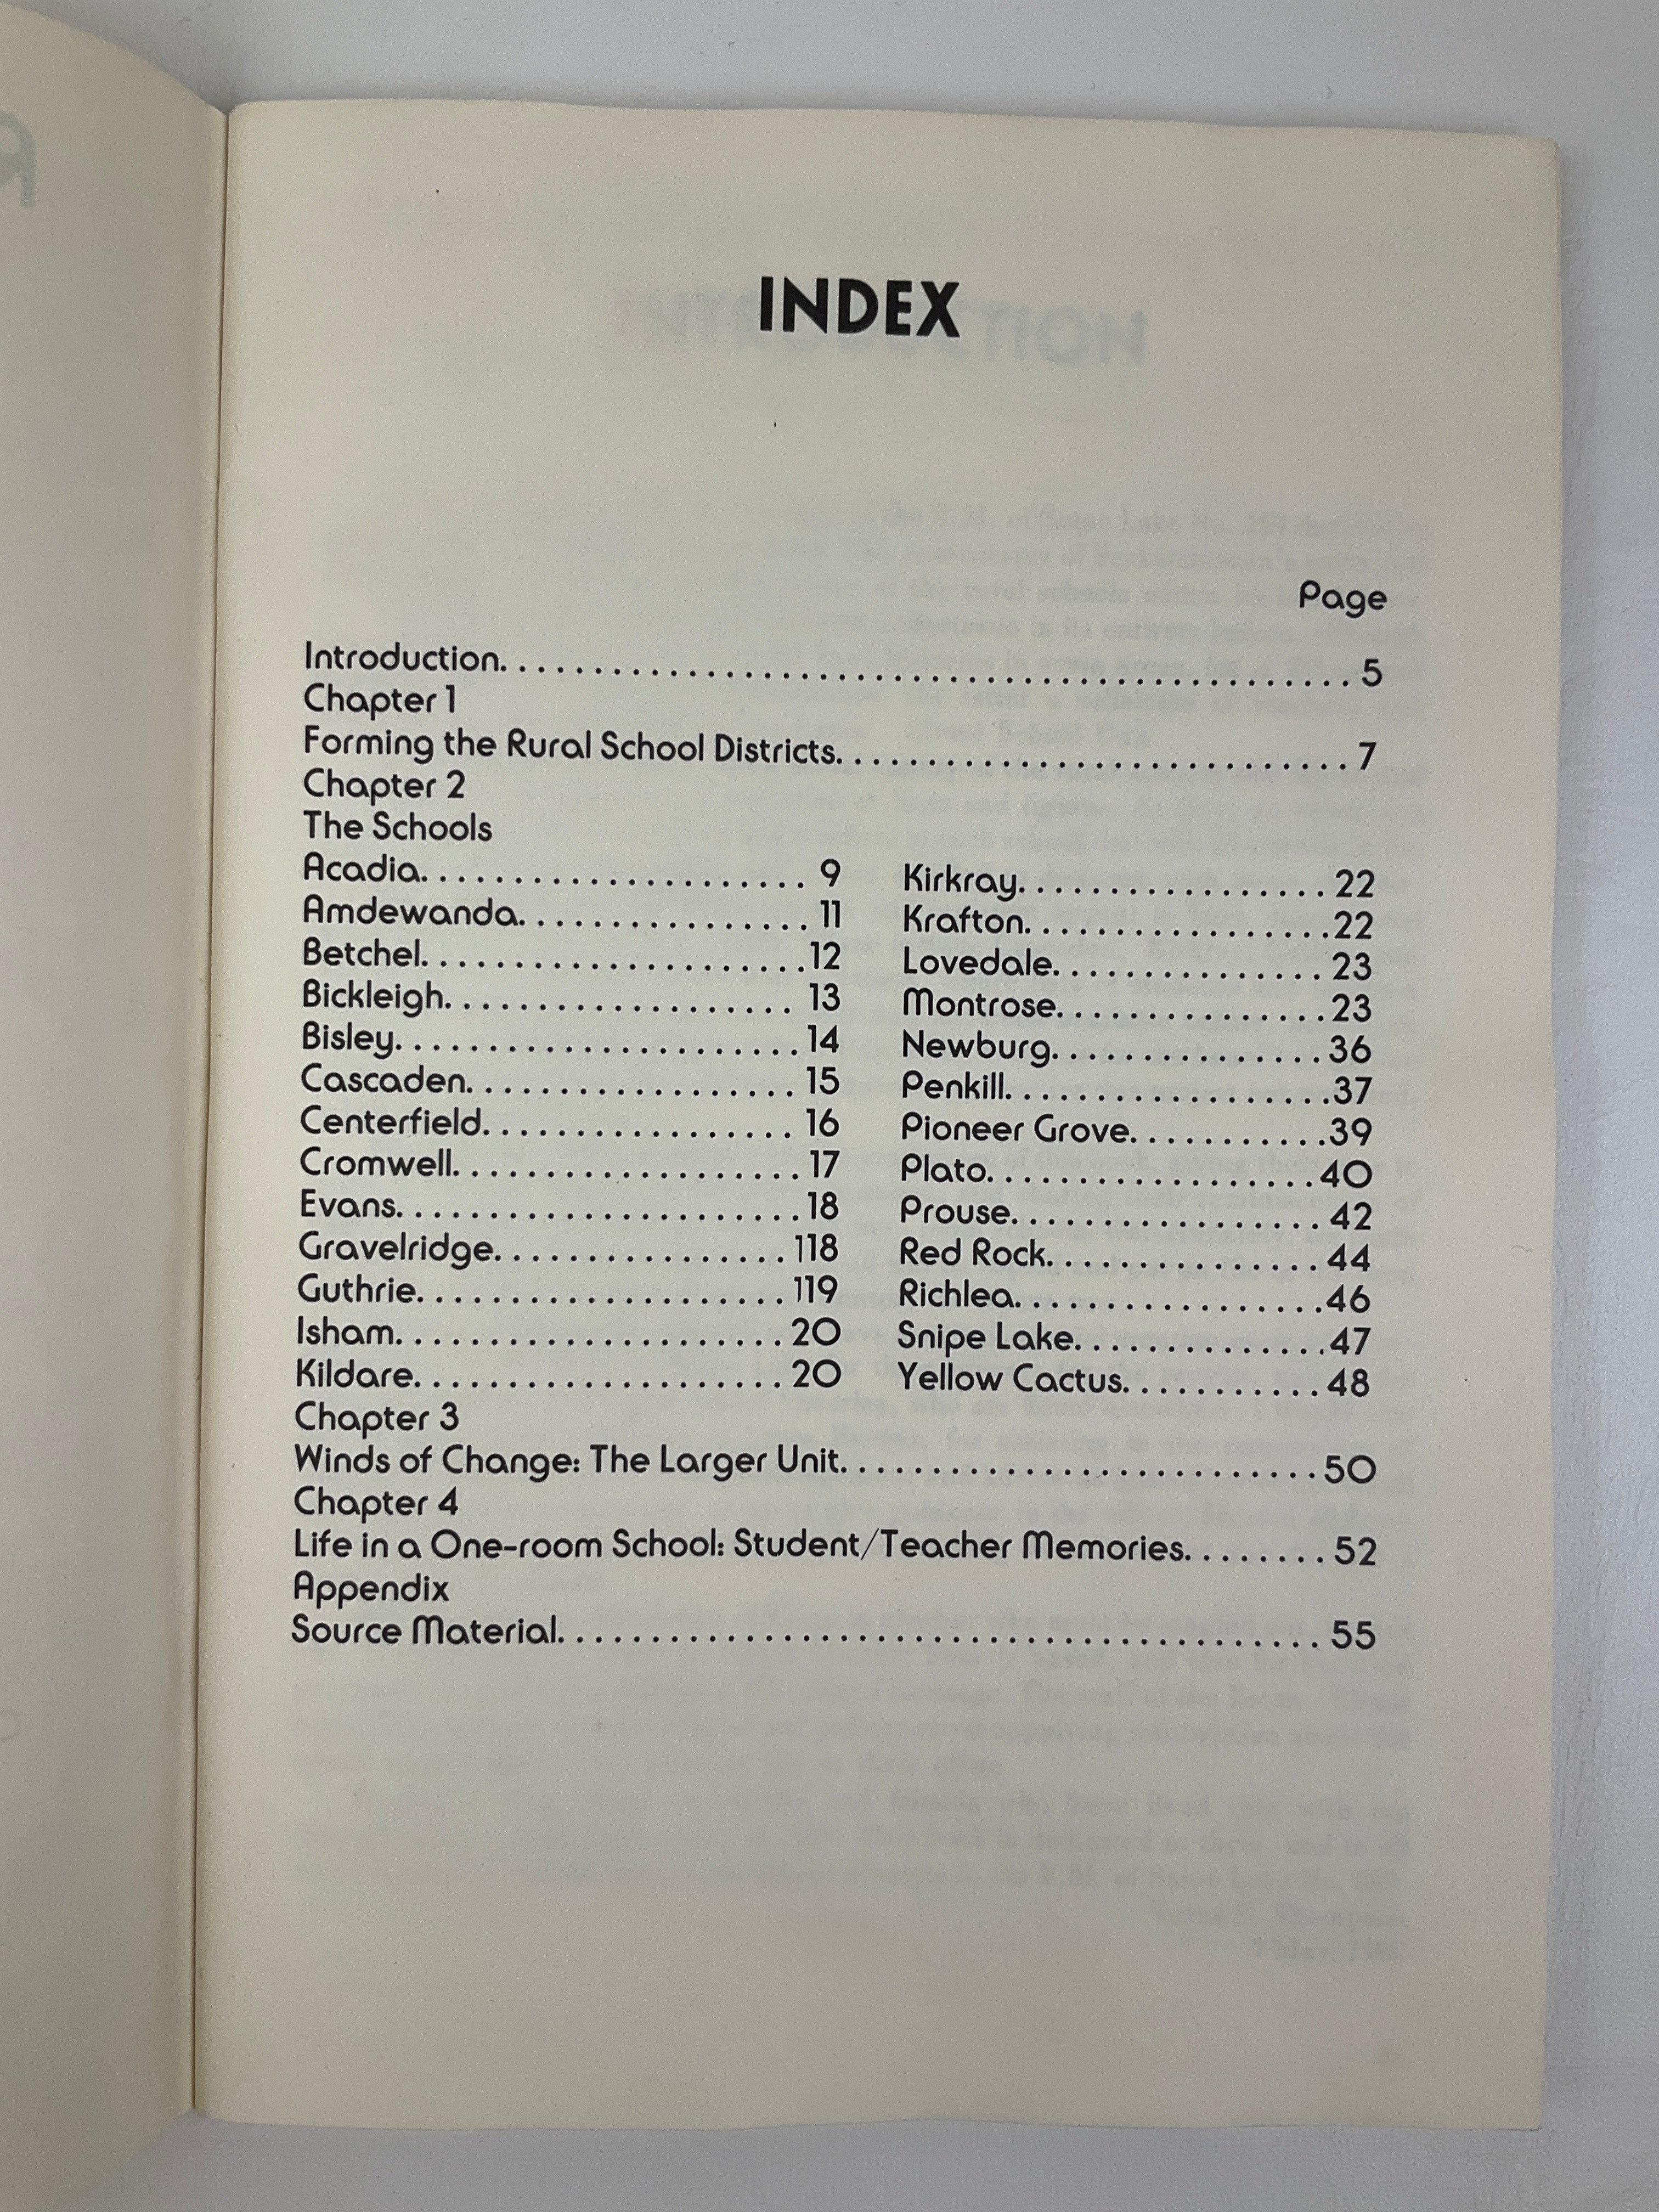 INDEX
Page
Introduction. . . . . . . . . . . . . . . . . . . . . . . . . . . . . . . . . . . . . . . . . . . . . . . . . . . . . . 5
Chapter 1
Forming the Rural School Districts. . . . . . . . . . . . . . . . . . . . . . . . . . . . . . . . . 7
Chapter 2
The Schools
Acadia. . . . . . . . . . . . . . . . . . . . . . . . . 9
Amdewanda. . . . . . . . . . . . . . . . . . . 11
Betchel. . . . . . . . . . . . . . . . . . . . . . . . .12
Bickleigh. . . . . . . . . . . . . . . . . . . . . . . 13
Bisley. . . . . . . . . . . . . . . . . . . . . . . . . . 14
Cascaden. . . . . . . . . . . . . . . . . . . . . . 15
Centerfield. . . . . . . . . . . . . . . . . . . . . 16
Cromwell. . . . . . . . . . . . . . . . . . . . . . .17
Evans. . . . . . . . . . . . . . . . . . . . . . . . . .18
Gravelridge. . . . . . . . . . . . . . . . . . . 118
Guthrie. . . . . . . . . . . . . . . . . . . . . . . . 119
Isham. . . . . . . . . . . . . . . . . . . . . . . . . 20
Kildare. . . . . . . . . . . . . . . . . . . . . . . . 20
Kirkray. . . . . . . . . . . . . . . . . . . . 22
Krafton. . . . . . . . . . . . . . . . . . . .22
Lovedale. . . . . . . . . . . . . . . . . . 23
Montrose. . . . . . . . . . . . . . . . . .23
Newburg. . . . . . . . . . . . . . . . . . 36
Penkill. . . . . . . . . . . . . . . . . . . . .37
Pioneer Grove. . . . . . . . . . . . .39
Plato. . . . . . . . . . . . . . . . . . . . . .40
Prouse. . . . . . . . . . . . . . . . . . . . 42
Red Rock. . . . . . . . . . . . . . . . . . 44
Richlea. . . . . . . . . . . . . . . . . . . .46
Snipe Lake. . . . . . . . . . . . . . . . .47
Yellow Cactus. . . . . . . . . . . . . 48
Chapter 3
Winds of Change: The Larger Unit. . . . . . . . . . . . . . . . . . . . . . . . . . . . . . 50
Chapter 4
Life in a One-room School: Student/Teacher Memories. . . . . . . . 52
Appendix
Source Material. . . . . . . . . . . . . . . . . . . . . . . . . . . . . . . . . . . . . . . . . . . . . . . . 55